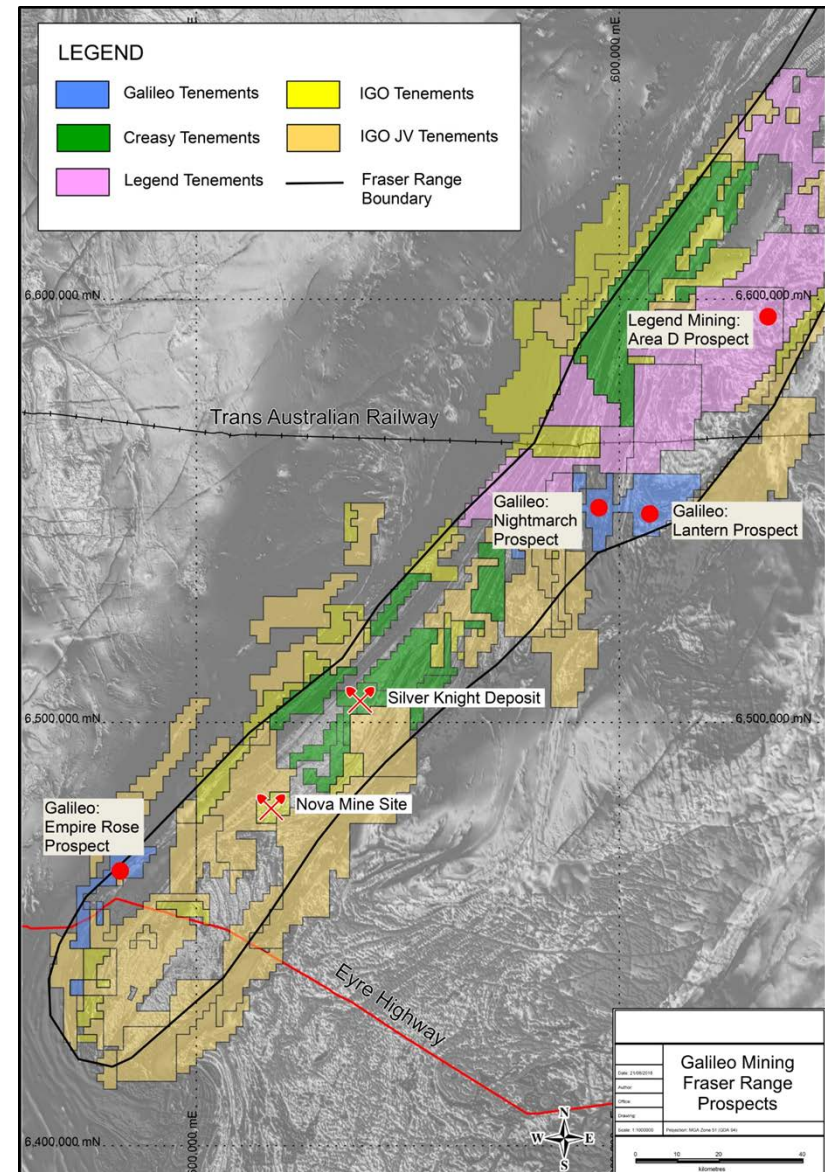 LEGEND
Galileo Tenements
IGO Tenements
Creasy Tenements
IGO JV Tenements
Legend Tenements
Fraser Range
Boundary
600,000 mE
6,600,000 mN
6,600,000 mN
Legend Mining:
Area D Prospect
Trans Australian Railway
Galileo:
Nightmarch
Prospect
Galileo:
Lantern Prospect
Silver Knight Deposit
6,500,000 mN
6,500,000 mN
Nova Mine Site
Galileo:
Empire Rose
Prospect
Eyre Highway
6,400,000 mN
N
W
E
S
Galileo Mining
Fraser Range
Prospects
Author:
Office:
Drawing:
0
10
20
40
Kilometres